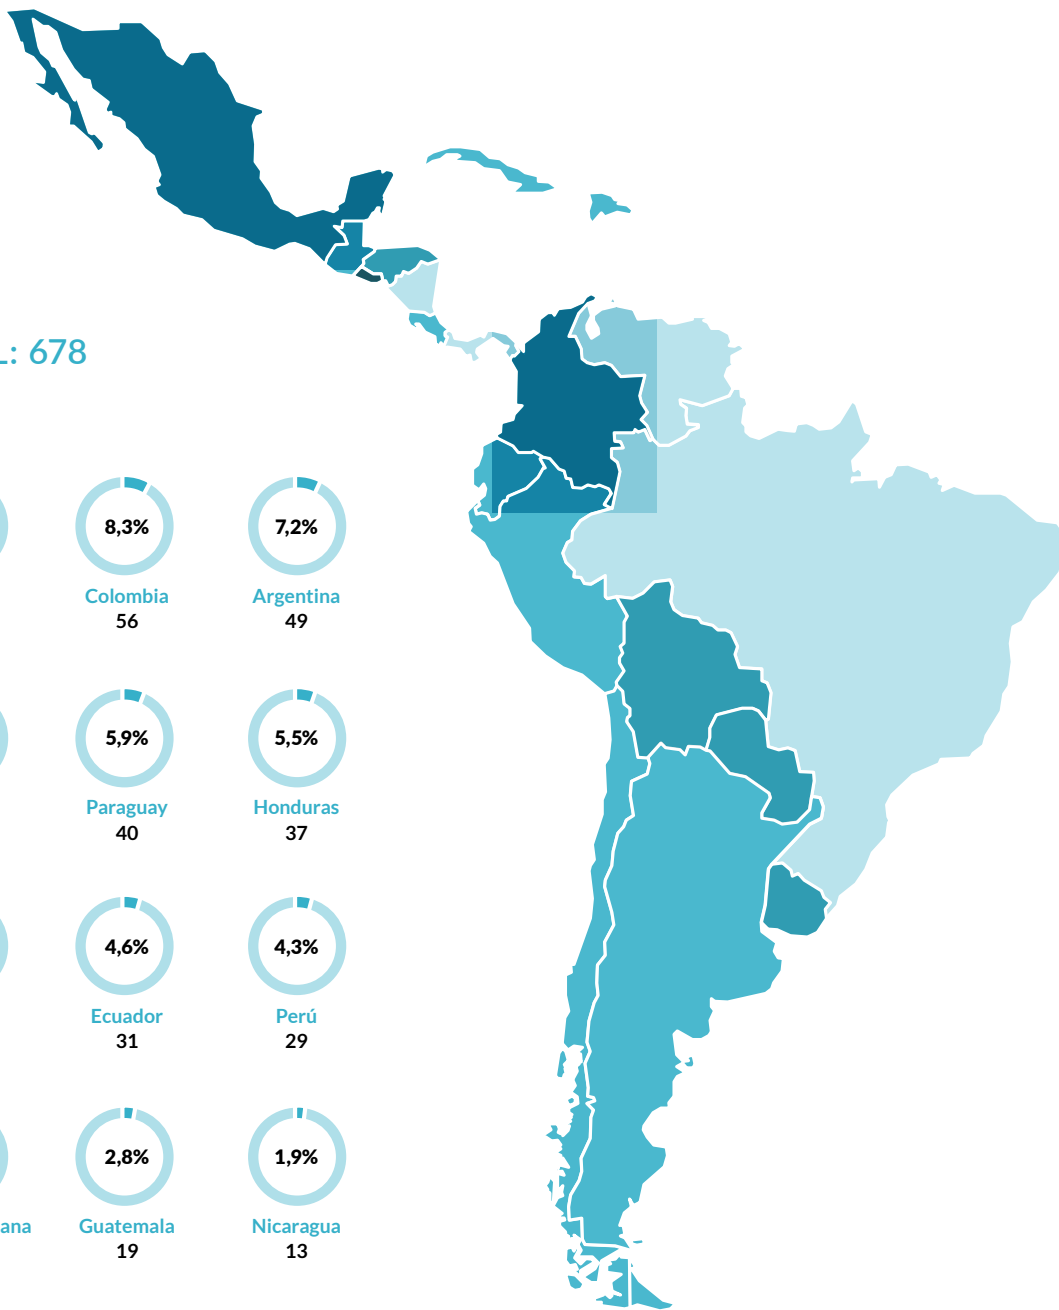 L: 678
8,3%
7,2%
Colombia
Argentina
56
49
5,9%
5,5%
Paraguay
Honduras
40
37
4,6%
4,3%
Ecuador
Perú
31
29
2,8%
1,9%
ana
Guatemala
Nicaragua
19
13